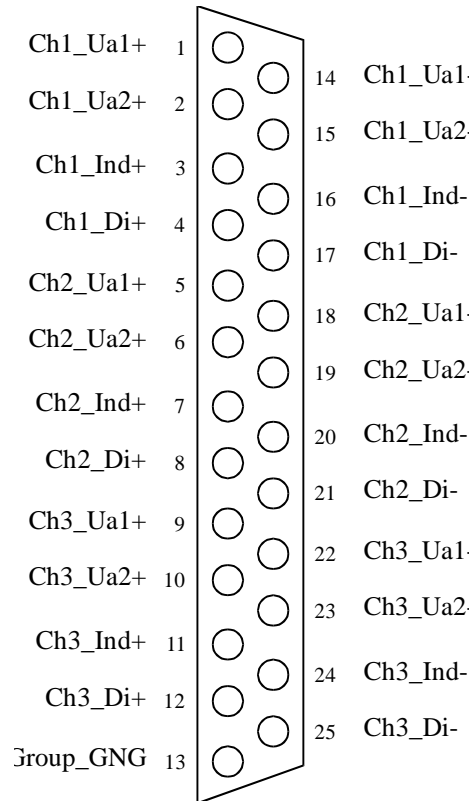 Ch1_Ua1+ 1
14 Ch1_Ua1-
Ch1_Ua2+ 2
15 Ch1_Ua2-
Ch1_Ind+ 3
16 Ch1_Ind-
Ch1_Di+ 4
17 Ch1_Di-
Ch2_Ua1+ 5
18 Ch2_Ua1-
Ch2_Ua2+ 6
19 Ch2_Ua2-
Ch2_Ind+ 7
20 Ch2_Ind-
Ch2_Di+ 8
21 Ch2_Di-
Ch3_Ua1+ 9
22 Ch3_Ua1-
Ch3_Ua2+ 10
23 Ch3_Ua2-
Ch3_Ind+ 11
24 Ch3_Ind-
Ch3_Di+ 12
25 Ch3_Di-
Group_GNG 13